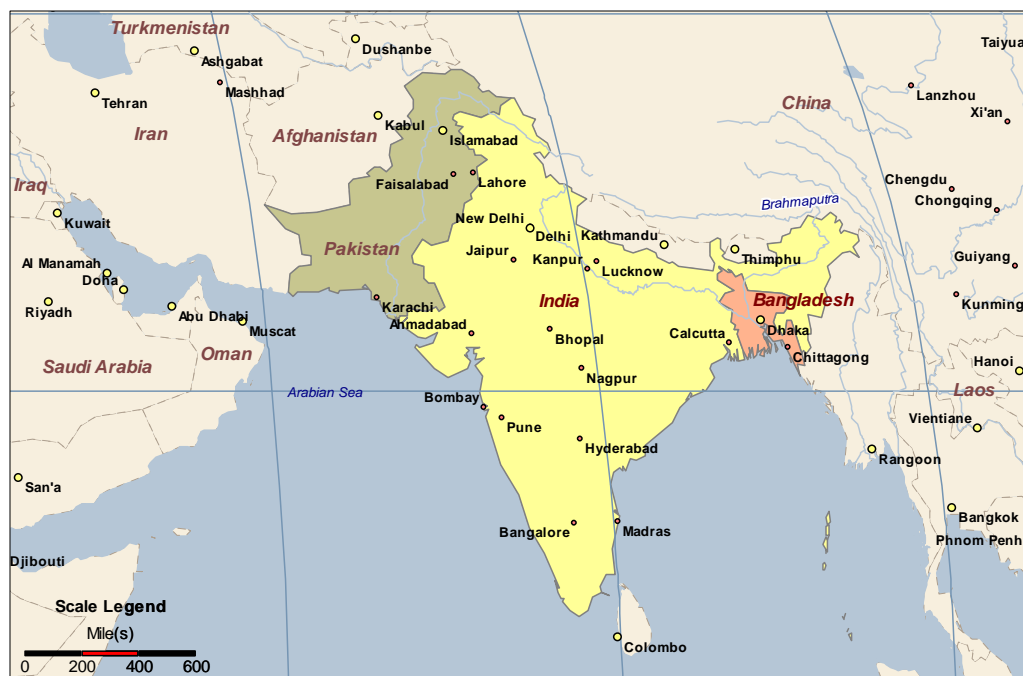 Turkmenistan
Dushanbe
Taiyua
Ashgabat
Mashhad
Lanzhou
Tehran
China
Xi'an
Iran
Afghanistan
Kabul
Islamabad
Iraq
Faisalabad
Lahore
Chengdu
Chongqing
Brahmaputra
Kuwait
New Delhi
Delhi
Kathmandu
Pakistan
Jaipur
Kanpur
Lucknow
Thimphu
Guiyang
Al Manamah
Doha
India
Bangladesh
Kunming
Riyadh
Abu Dhabi
Karachi
Muscat
Ahmadabad
Dhaka
Bhopal
Calcutta
Chittagong
Oman
Saudi Arabia
Hanoi
Nagpur
Arabian Sea
Bombay
Laos
Pune
Vientiane
Hyderabad
Rangoon
San'a
Bangkok
Bangalore
Madras
Phnom Penh
Djibouti
Scale Legend
Mile(s)
Colombo
0 200 400 600